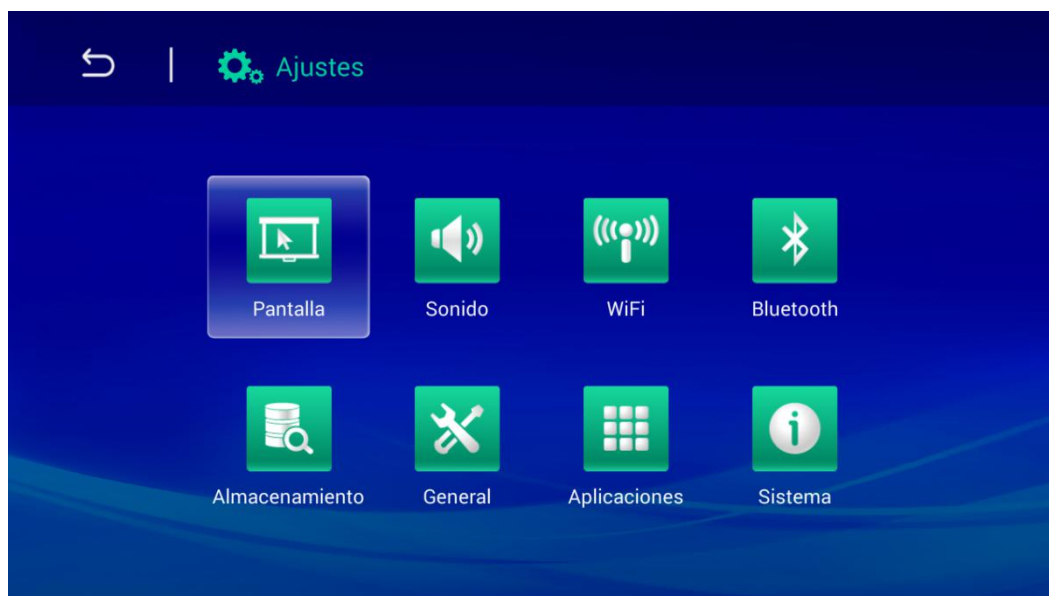 Ajustes
Pantalla
Sonido
WiFi
Bluetooth
Almacenamiento
General
Aplicaciones
Sistema